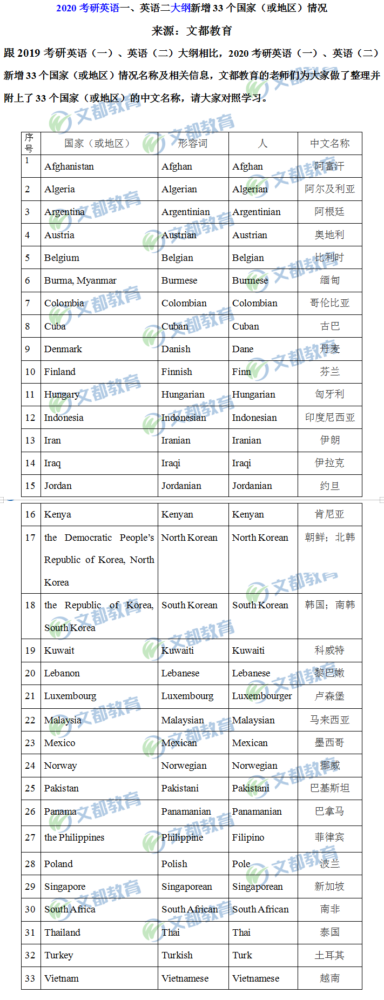 2020 考研英语一、英语二大纲新增 33 个国家（或地区）情况
来源：文都教育
跟 2019 考研英语（一）、英语（二）大纲相比，2020 考研英语（一）、英语（二）
新增 33 个国家（或地区）情况名称及相关信息，文都教育的老师们为大家做了整理并
附上了 33 个国家（或地区）的中文名称，请大家对照学习。
序号 国家（或地区） 形容词 人 中文名称
1 Afghanistan Afghan Afghan 阿富汗
2 Algeria Algerian Algerian 阿尔及利亚
3 Argentina Argentinian Argentinian 阿根廷
4 Austria Austrian Austrian 奥地利
5 Belgium Belgian Belgian 比利时
6 Burma, Myanmar Burmese Burmese 缅甸
7 Colombia Colombian Colombian 哥伦比亚
8 Cuba Cuban Cuban 古巴
9 Denmark Danish Dane 丹麦
10 Finland Finnish Finn 芬兰
11 Hungary Hungarian Hungarian 匈牙利
12 Indonesia Indonesian Indonesian 印度尼西亚
13 Iran Iranian Iranian 伊朗
14 Iraq Iraqi Iraqi 伊拉克
15 Jordan Jordanian Jordanian 约旦
16 Kenya Kenyan Kenyan 肯尼亚
17 the Democratic People’s North Korean North Korean 朝鲜；北韩
Republic of Korea, North
Korea
18 the Republic of Korea, South Korean South Korean 韩国；南韩
South Korea
19 Kuwait Kuwaiti Kuwaiti 科威特
20 Lebanon Lebanese Lebanese 黎巴嫩
21 Luxembourg Luxembourg Luxembourger 卢森堡
22 Malaysia Malaysian Malaysian 马来西亚
23 Mexico Mexican Mexican 墨西哥
24 Norway Norwegian Norwegian 挪威
25 Pakistan Pakistani Pakistani 巴基斯坦
26 Panama Panamanian Panamanian 巴拿马
27 the Philippines Philippine Filipino 菲律宾
28 Poland Polish Pole 波兰
29 Singapore Singaporean Singaporean 新加坡
30 South Africa South African South African 南非
31 Thailand Thai Thai 泰国
32 Turkey Turkish Turk 土耳其
33 Vietnam Vietnamese Vietnamese 越南